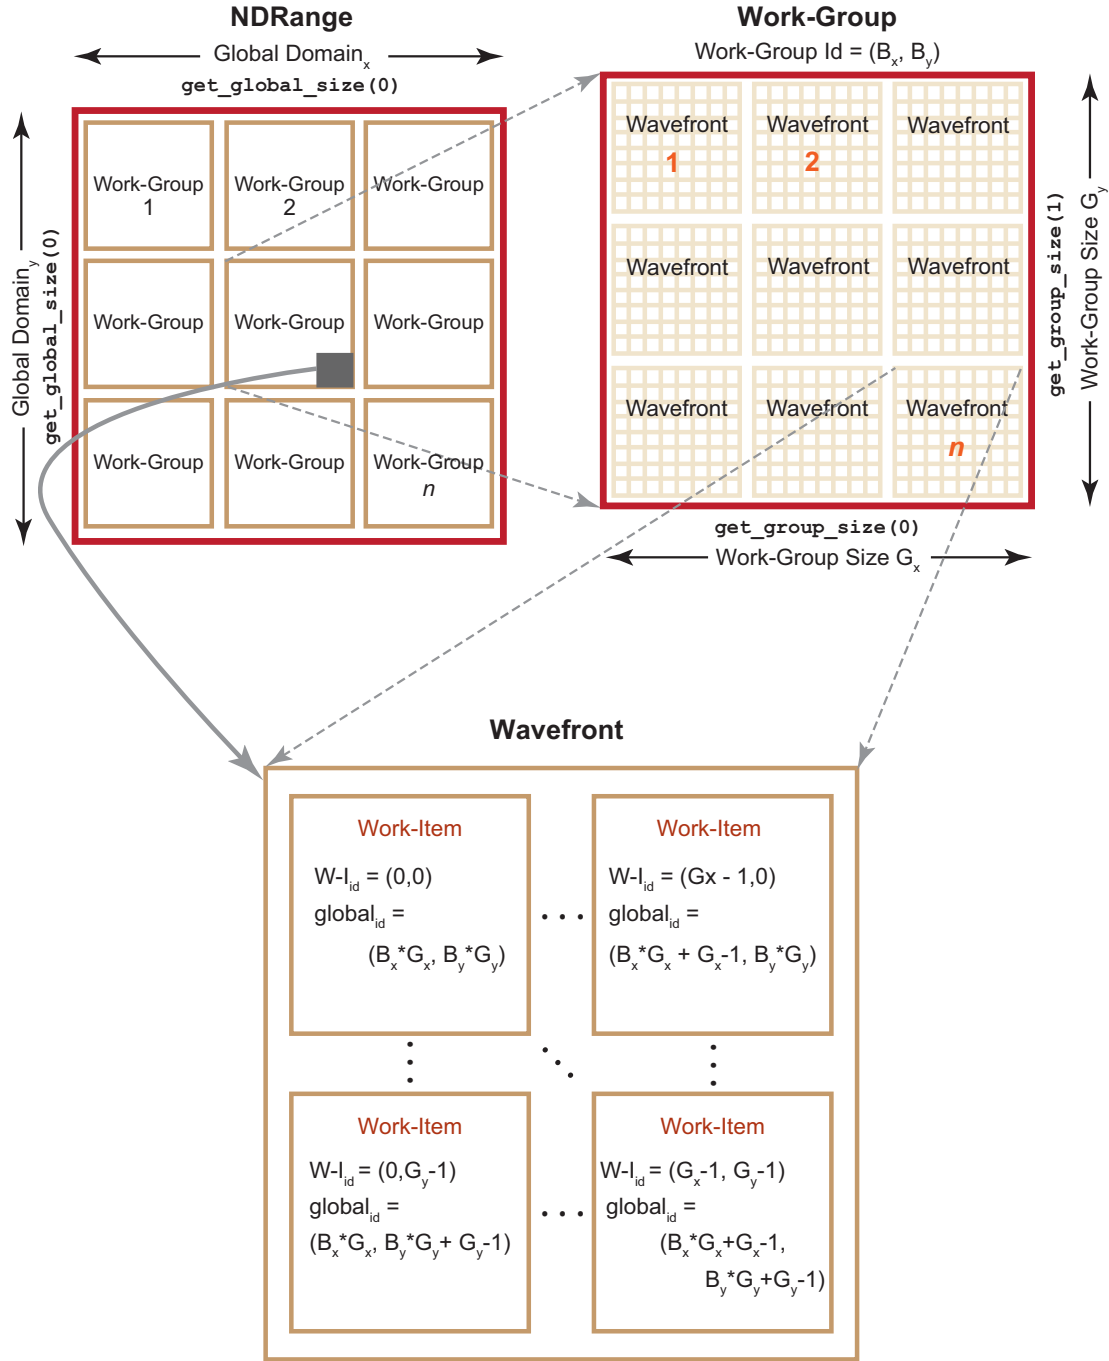 NDRange
Global Domainx
get_global_size(0)
Global Domainy
get_global_size(0)
Work-Group
1
Work-Group
2
Work-Group
Work-Group
Work-Group
Work-Group
Work-Group
Work-Group
Work-Group
n
Work-Group
Work-Group Id = (Bx, By)
Wavefront
1
Wavefront
2
Wavefront
Wavefront
Wavefront
Wavefront
Wavefront
Wavefront
Wavefront
n
get_group_size(1)
Work-Group Size Gy
get_group_size(0)
Work-Group Size Gx
Wavefront
Work-Item
W-Iid = (0,0)
globalid =
(Bx*Gx, By*Gy)
. . .
Work-Item
W-Iid = (Gx - 1,0)
globalid =
(Bx*Gx + Gx-1, By*Gy)
Work-Item
W-Iid = (0,Gy-1)
globalid =
(Bx*Gx, By*Gy+ Gy-1)
. . .
Work-Item
W-Iid = (Gx-1, Gy-1)
globalid =
(Bx*Gx+Gx-1,
By*Gy+Gy-1)